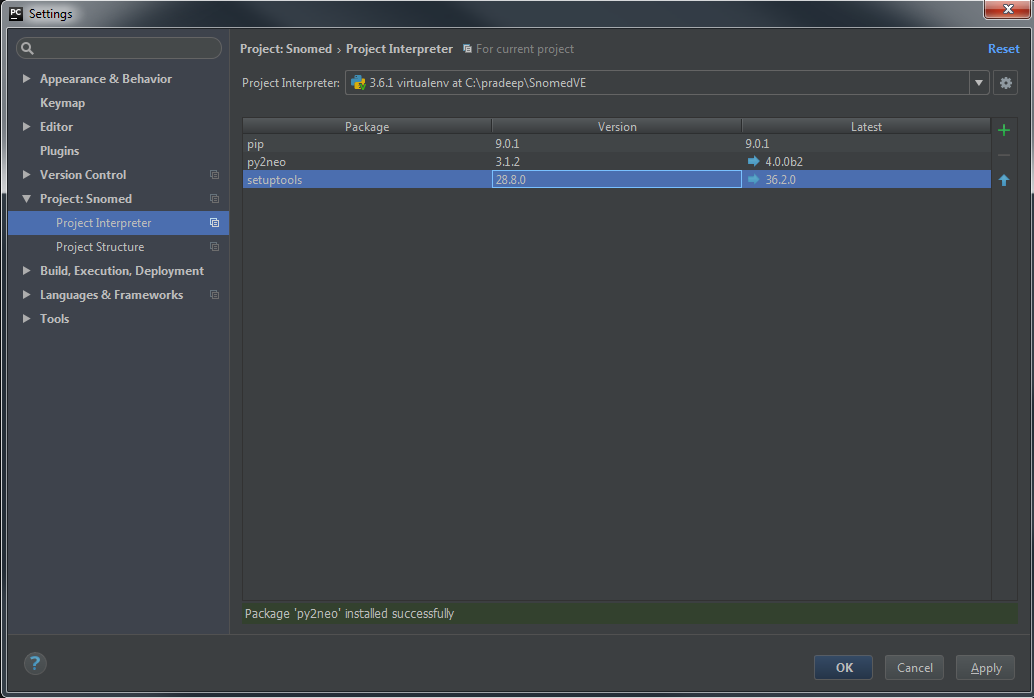 PC Settings
Project: Snomed › Project Interpreter For current project Reset
Appearance & Behavior
Keymap
Editor
Plugins
Version Control
Project: Snomed
Project Interpreter
Project Structure
Build, Execution, Deployment
Languages & Frameworks
Tools
Project Interpreter: 3.6.1 virtualenv at C:\pradeep\SnomedVE
Package Version Latest
pip 9.0.1 9.0.1
py2neo 3.1.2 4.0.0b2
setuptools 28.8.0 36.2.0
Package 'py2neo' installed successfully
? OK Cancel Apply